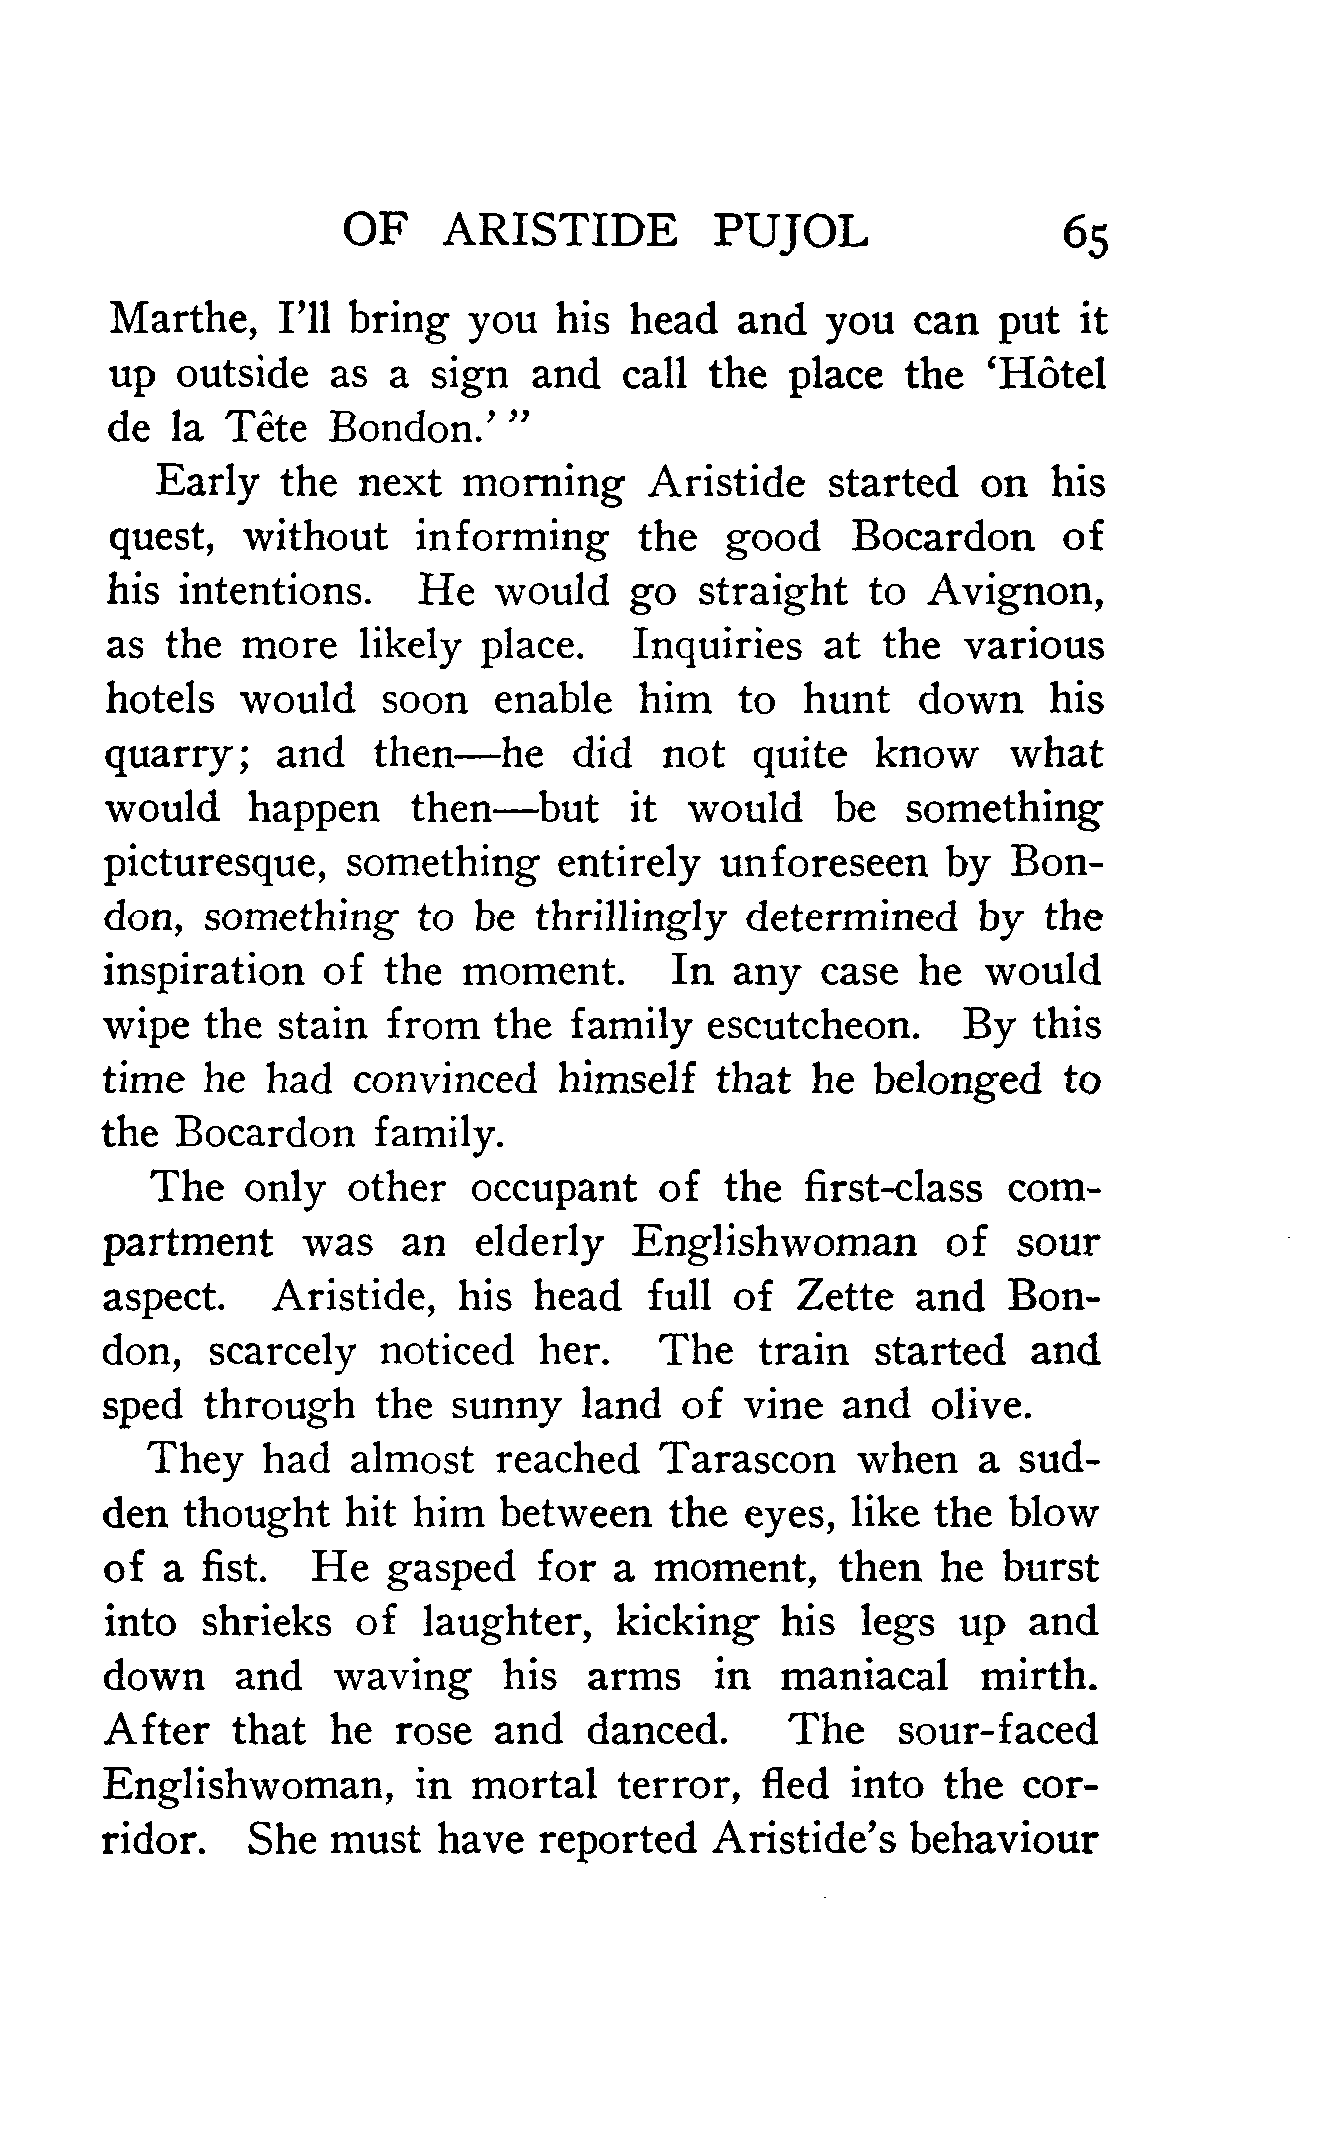 OF ARISTIDE PUJOL 65
Marthe, I'll bring you his head and you can put it
up outside as a sign and call the place the 'Hôtel
de la Tête Bondon.' "
Early the next morning Aristide started on his
quest, without informing the good Bocardon of
his intentions. He would go straight to Avignon,
as the more likely place. Inquiries at the various
hotels would soon enable him to hunt down his
quarry; and then—he did not quite know what
would happen then—but it would be something
picturesque, something entirely unforeseen by Bon-
don, something to be thrillingly determined by the
inspiration of the moment. In any case he would
wipe the stain from the family escutcheon. By this
time he had convinced himself that he belonged to
the Bocardon family.
The only other occupant of the first-class com-
partment was an elderly Englishwoman of sour
aspect. Aristide, his head full of Zette and Bon-
don, scarcely noticed her. The train started and
sped through the sunny land of vine and olive.
They had almost reached Tarascon when a sud-
den thought hit him between the eyes, like the blow
of a fist. He gasped for a moment, then he burst
into shrieks of laughter, kicking his legs up and
down and waving his arms in maniacal mirth.
After that he rose and danced. The sour-faced
Englishwoman, in mortal terror, fled into the cor-
ridor. She must have reported Aristide's behaviour